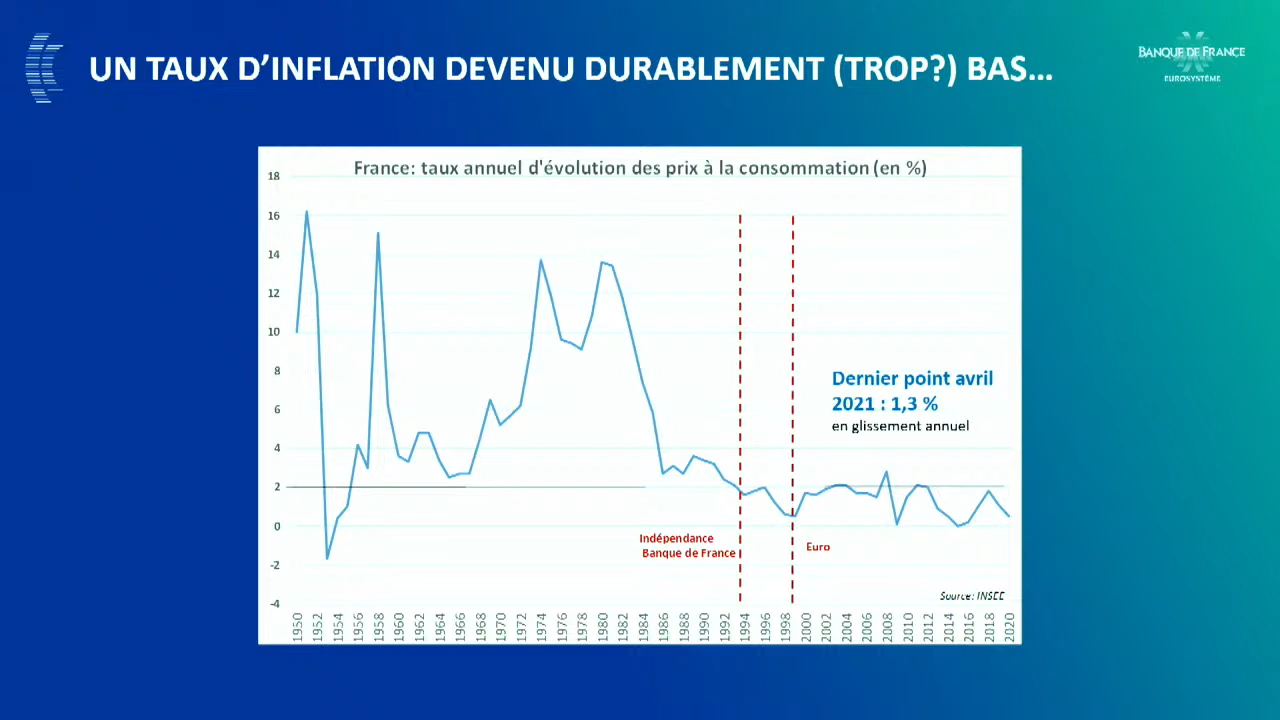 UN TAUX D’INFLATION DEVENU DURABLEMENT (TROP?) BAS…
BANQUE DE FRANCE
EUROSYSTÈME
France: taux annuel d'évolution des prix à la consommation (en %)
18
16
14
12
10
8
6
4
2
0
-2
-4
Dernier point avril
2021 : 1,3 %
en glissement annuel
Indépendance
Banque de France
Euro
Source: INSEE
1950 1952 1954 1956 1958 1960 1962 1964 1966 1968 1970 1972 1974 1976 1978 1980 1982 1984 1986 1988 1990 1992 1994 1996 1998 2000 2002 2004 2006 2008 2010 2012 2014 2016 2018 2020